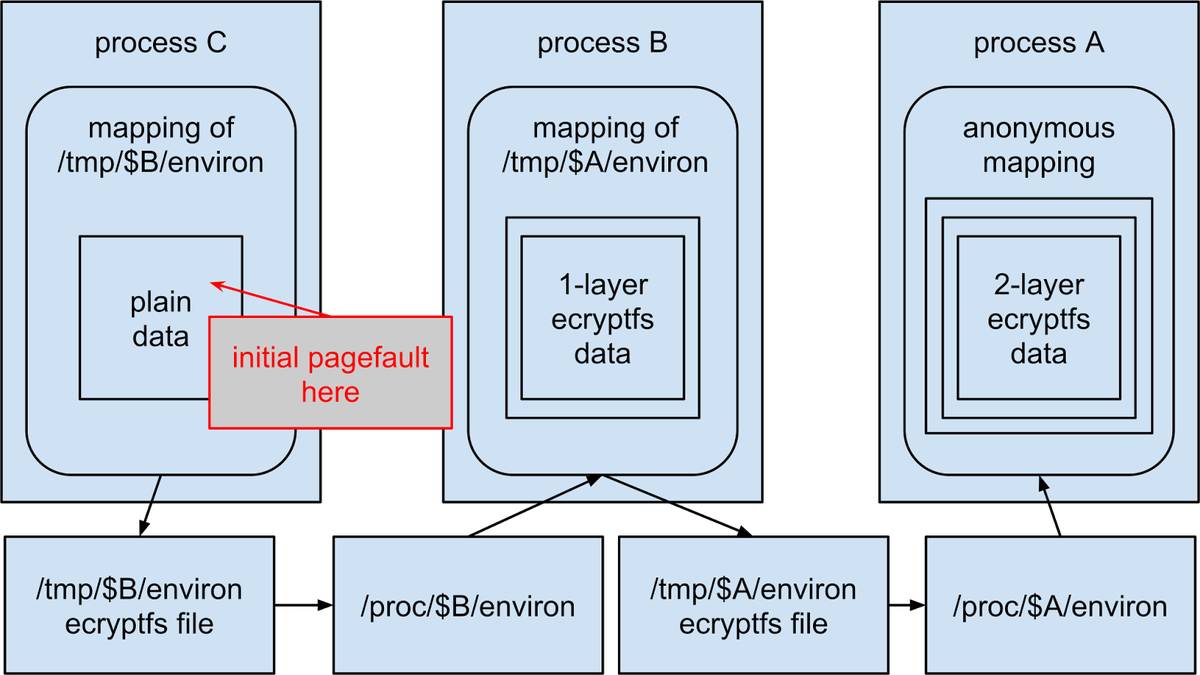 process C
mapping of
/tmp/$B/environ
plain
data
initial pagefault
here
process B
mapping of
/tmp/$A/environ
1-layer
ecryptfs
data
process A
anonymous
mapping
2-layer
ecryptfs
data
/tmp/$B/environ
ecryptfs file
/proc/$B/environ
/tmp/$A/environ
ecryptfs file
/proc/$A/environ